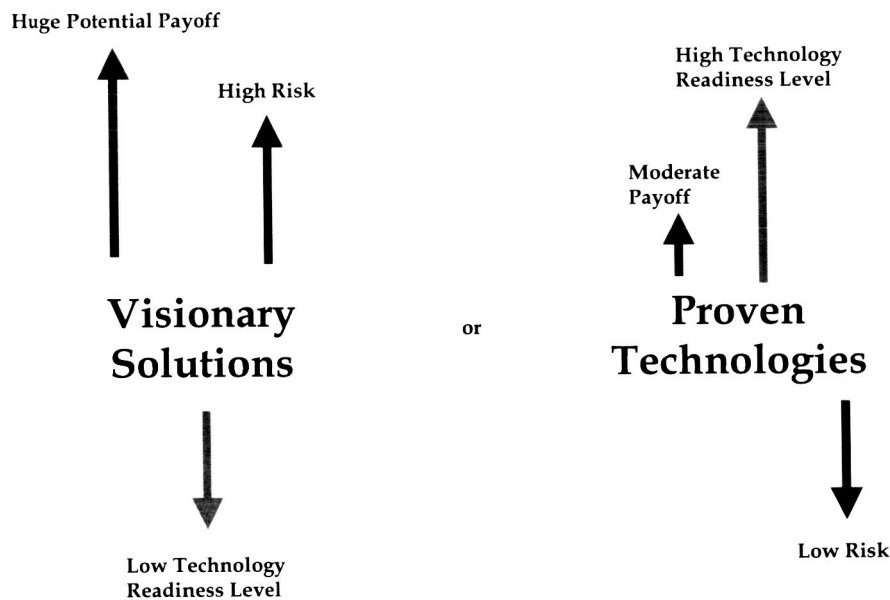 Huge Potential Payoff
High Risk
Visionary
Solutions
Low Technology
Readiness Level
or
High Technology
Readiness Level
Moderate
Payoff
Proven
Technologies
Low Risk